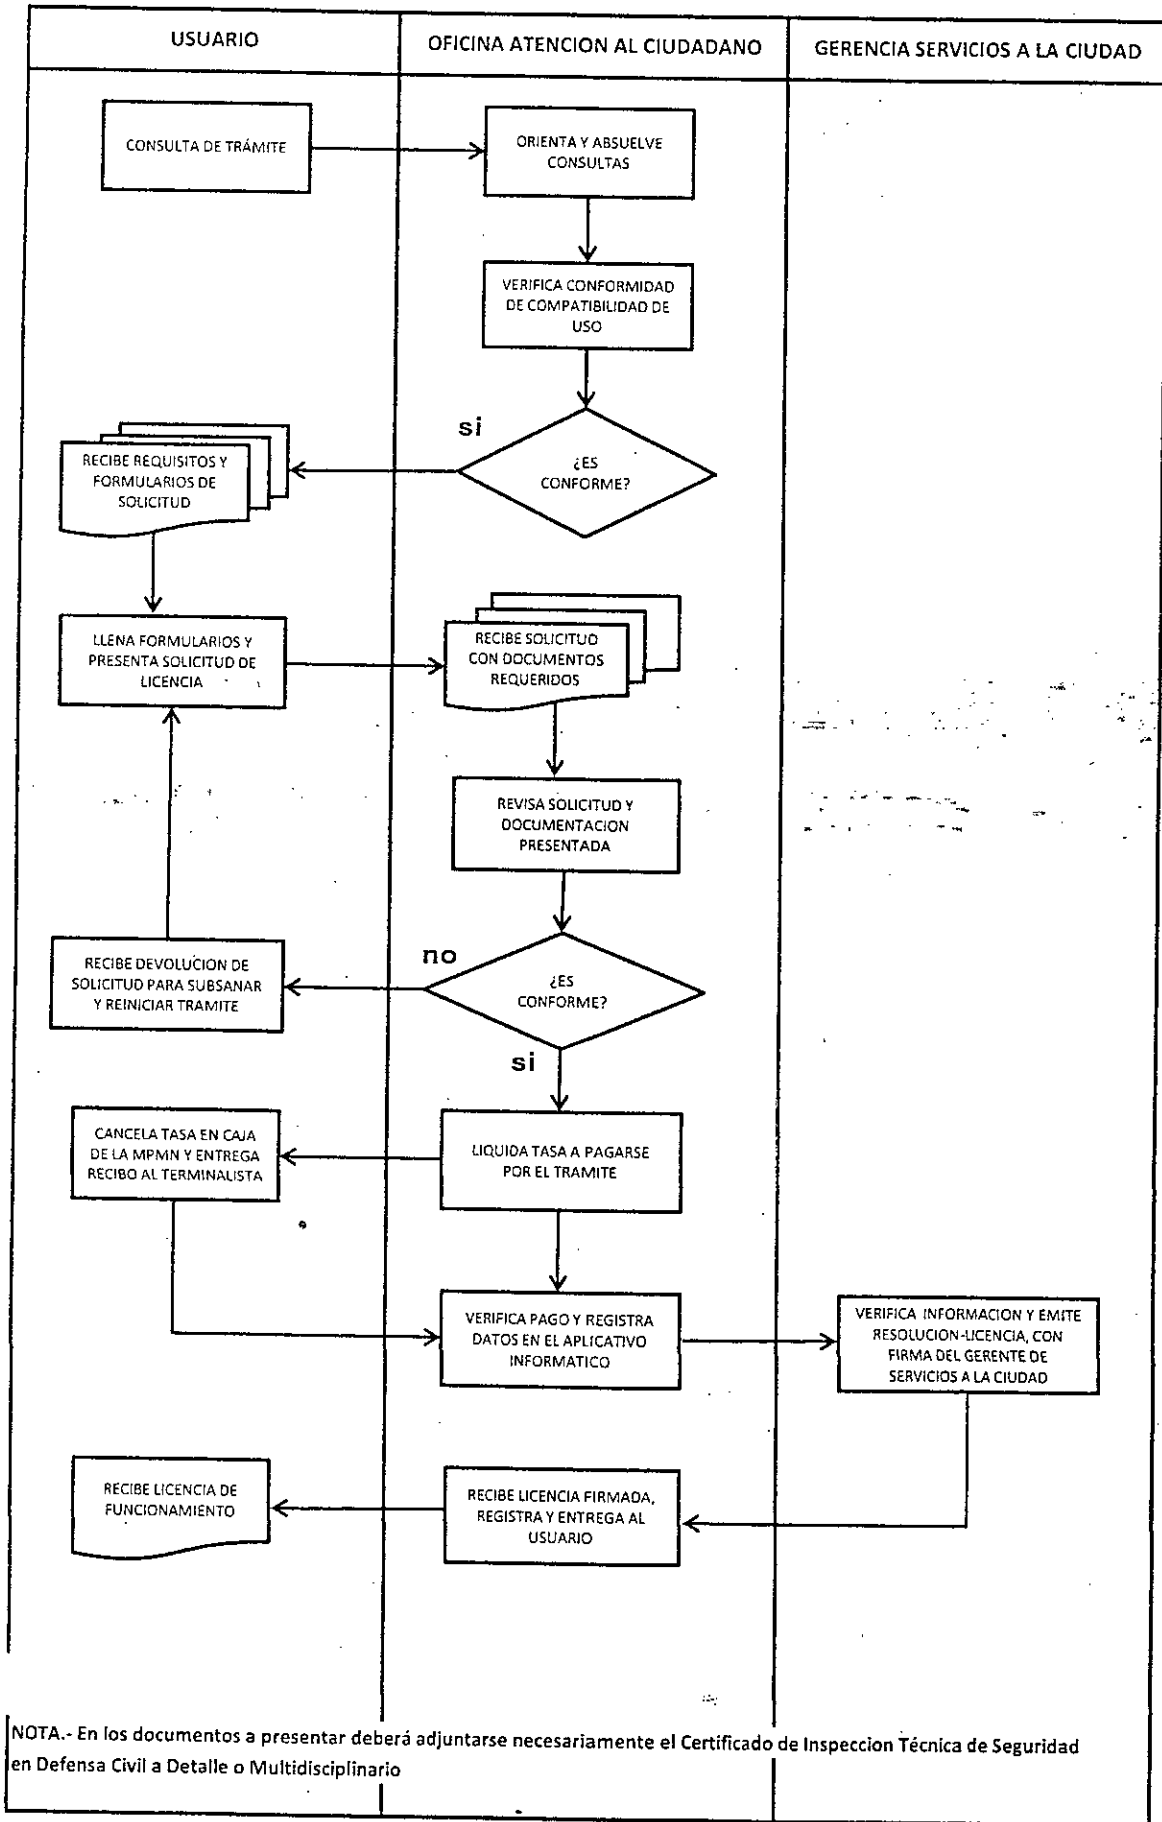 USUARIO
OFICINA ATENCION AL CIUDADANO
GERENCIA SERVICIOS A LA CIUDAD
CONSULTA DE TRÁMITE
ORIENTA Y ABSUELVE
CONSULTAS
VERIFICA CONFORMIDAD
DE COMPATIBILIDAD DE
USO
si
¿ES
CONFORME?
RECIBE REQUISITOS Y
FORMULARIOS DE
SOLICITUD
LLENA FORMULARIOS Y
PRESENTA SOLICITUD DE
LICENCIA
RECIBE SOLICITUD
CON DOCUMENTOS
REQUERIDOS
REVISA SOLICITUD Y
DOCUMENTACION
PRESENTADA
no
¿ES
CONFORME?
RECIBE DEVOLUCION DE
SOLICITUD PARA SUBSANAR
Y REINICIAR TRAMITE
si
CANCELA TASA EN CAJA
DE LA MPMN Y ENTREGA
RECIBO AL TERMINALISTA
LIQUIDA TASA A PAGARSE
POR EL TRAMITE
VERIFICA PAGO Y REGISTRA
DATOS EN EL APLICATIVO
INFORMATICO
VERIFICA INFORMACION Y EMITE
RESOLUCION-LICENCIA, CON
FIRMA DEL GERENTE DE
SERVICIOS A LA CIUDAD
RECIBE LICENCIA DE
FUNCIONAMIENTO
RECIBE LICENCIA FIRMADA,
REGISTRA Y ENTREGA AL
USUARIO
NOTA.- En los documentos a presentar deberá adjuntarse necesariamente el Certificado de Inspeccion Técnica de Seguridad
en Defensa Civil a Detalle o Multidisciplinario